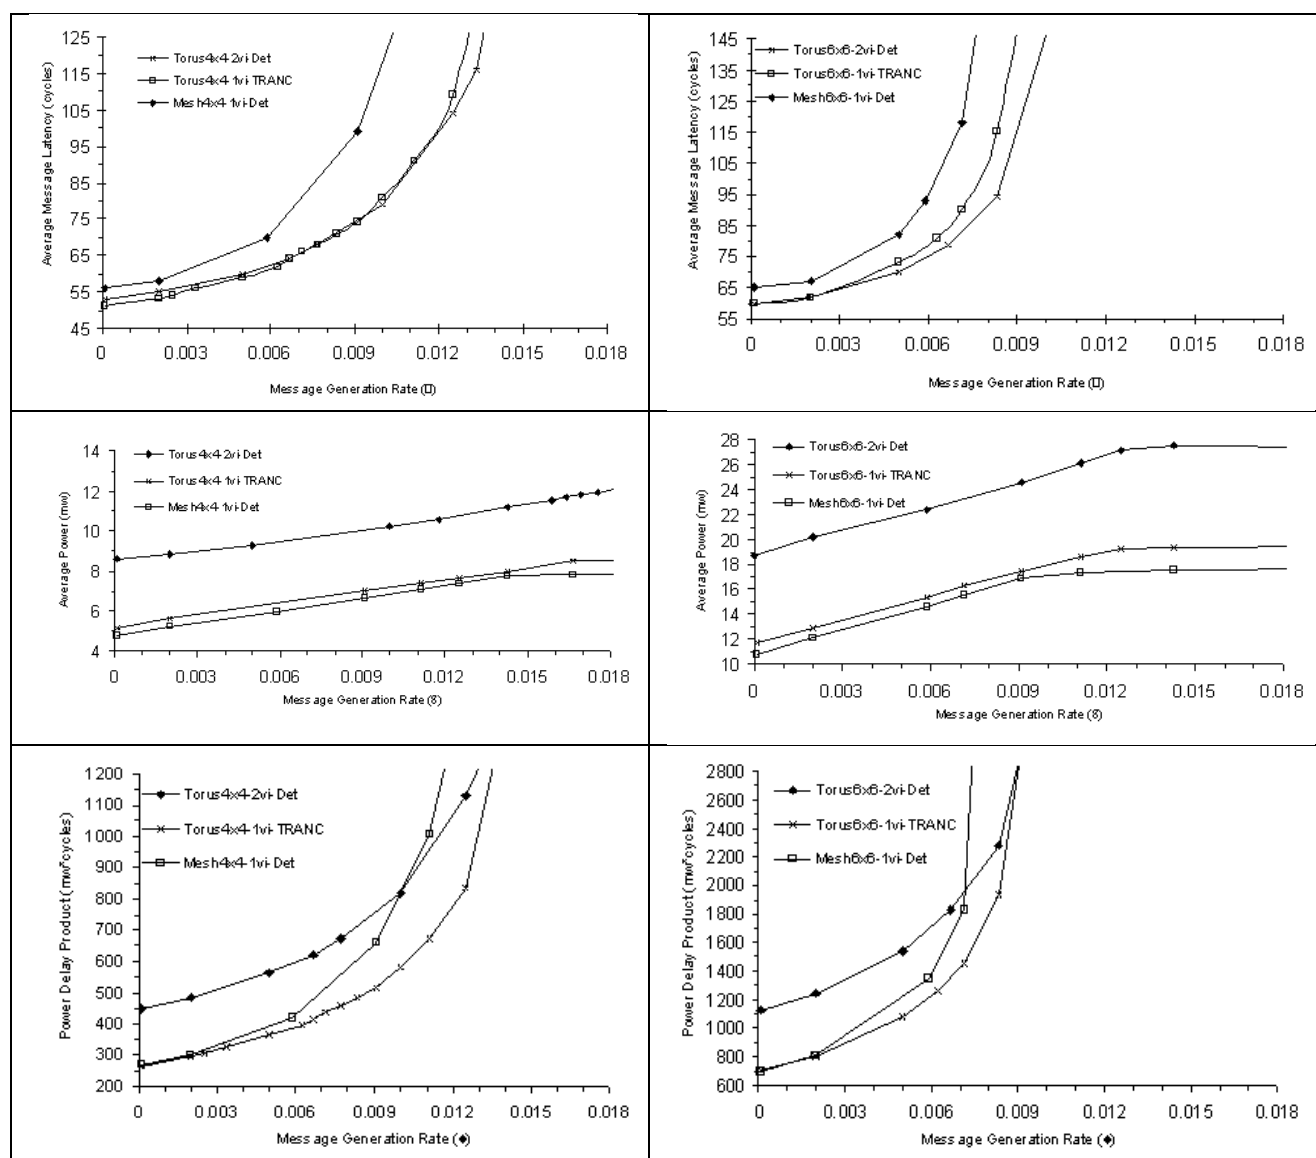 125
115
105
95
85
75
65
55
45
Average Message Latency (cycles)
Torus4x4-2vi-Det
Torus4x4-1vi-TRANC
Mesh4x4-1vi-Det
0 0.003 0.006 0.009 0.012 0.015 0.018
Message Generation Rate (▯)
145
135
125
115
105
95
85
75
65
55
Average Message Latency (cycles)
Torus6x6-2vi-Det
Torus6x6-1vi-TRANC
Mesh6x6-1vi-Det
0 0.003 0.006 0.009 0.012 0.015 0.018
Message Generation Rate (▯)
14
12
10
8
6
4
Average Power (mw)
Torus4x4-2vi-Det
Torus4x4-1vi-TRANC
Mesh4x4-1vi-Det
0 0.003 0.006 0.009 0.012 0.015 0.018
Message Generation Rate (8)
28
26
24
22
20
18
16
14
12
10
Average Power (mw)
Torus6x6-2vi-Det
Torus6x6-1vi-TRANC
Mesh6x6-1vi-Det
0 0.003 0.006 0.009 0.012 0.015 0.018
Message Generation Rate (8)
1200
1100
1000
900
800
700
600
500
400
300
200
Power Delay Product (mw*cycles)
Torus4x4-2vi-Det
Torus4x4-1vi-TRANC
Mesh4x4-1vi-Det
0 0.003 0.006 0.009 0.012 0.015 0.018
Message Generation Rate (♦)
2800
2600
2400
2200
2000
1800
1600
1400
1200
1000
800
600
Power Delay Product (mw*cycles)
Torus6x6-2vi-Det
Torus6x6-1vi-TRANC
Mesh6x6-1vi-Det
0 0.003 0.006 0.009 0.012 0.015 0.018
Message Generation Rate (♦)